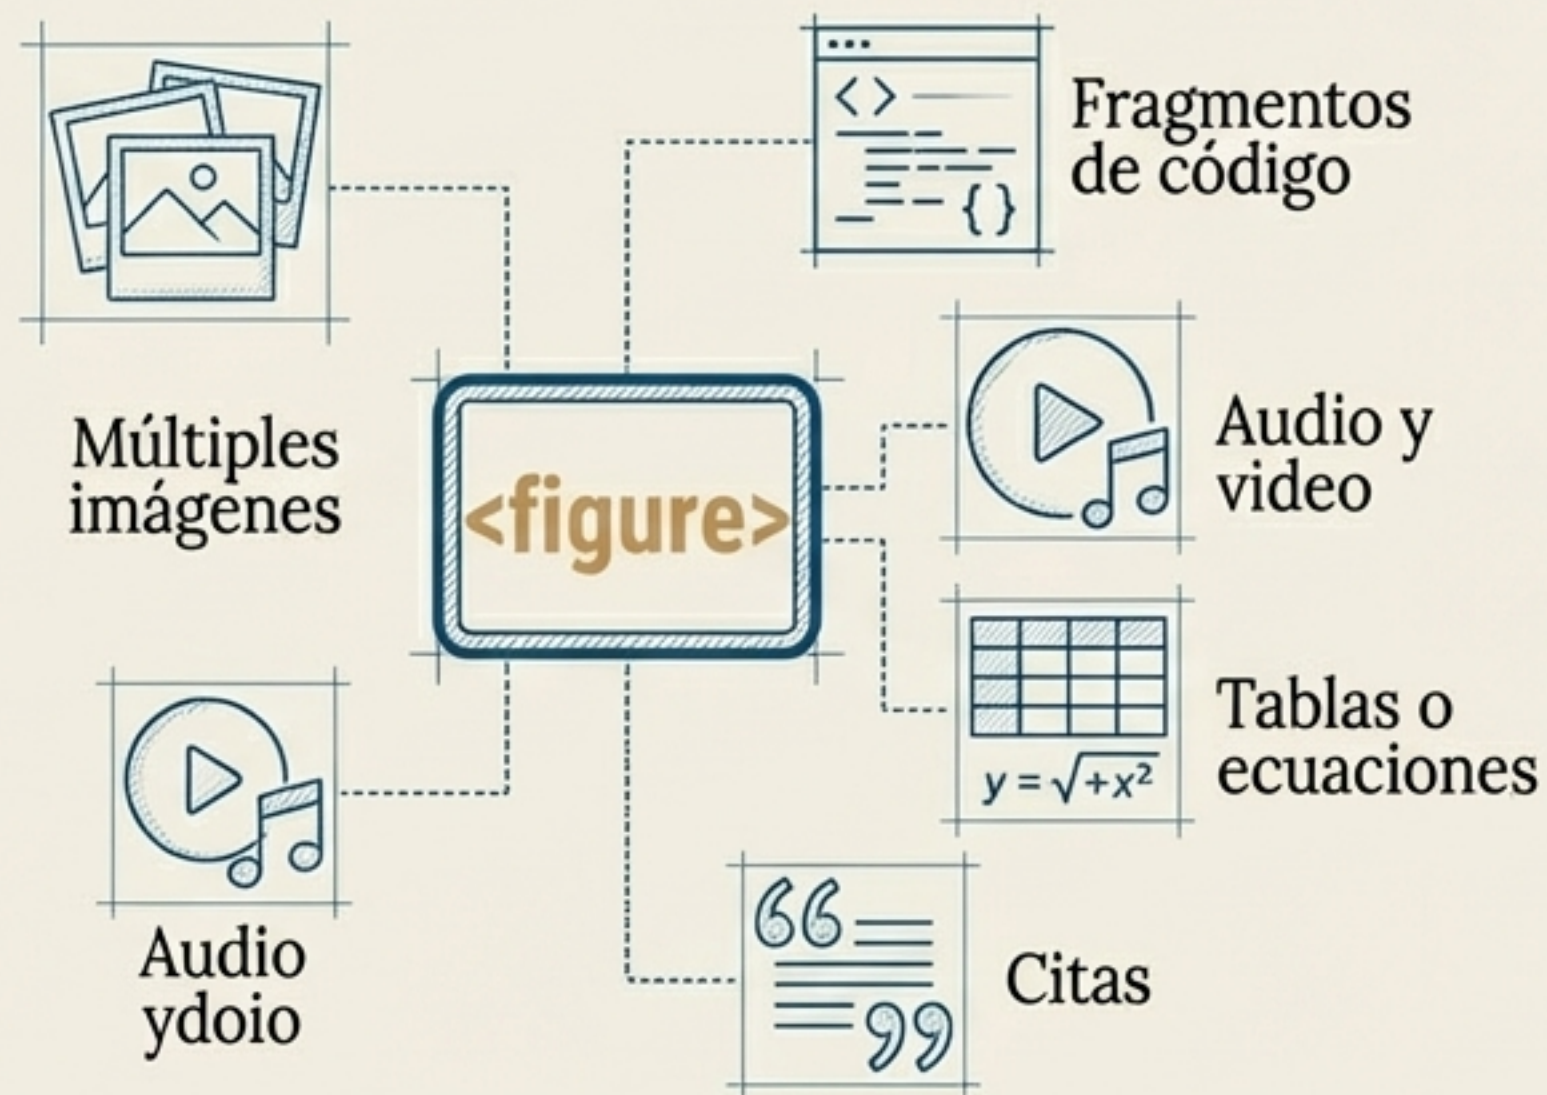 Fragmentos
de código
Múltiples
imágenes
<figure>
Audio y
video
Tablas o
ecuaciones
y = √+x²
Audio
ydoio
Citas